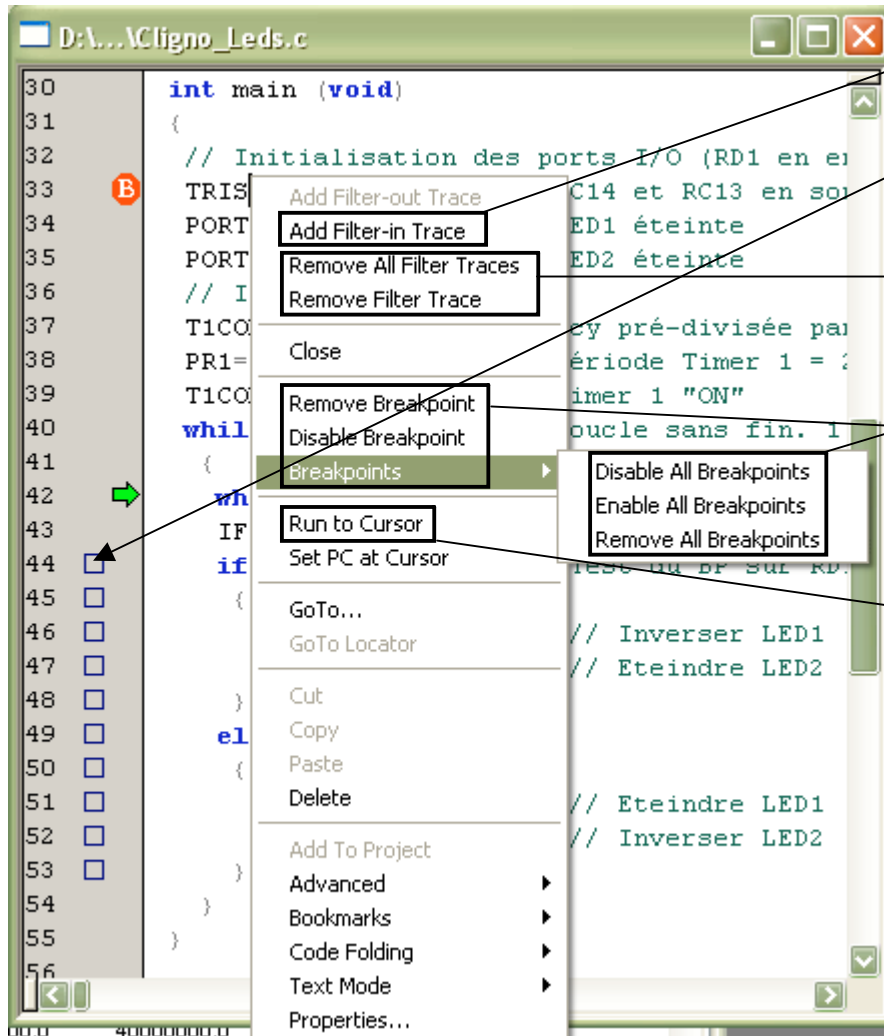 D:\...\Cligno_Leds.c
30 int main (void)
31 {
32 // Initialisation des ports I/O (RD1 en
33 B TRIS C14 et RC13 en
34 PORT ED1 éteinte
35 PORT ED2 éteinte
36 // I
37 T1CO cy pré-divisée
38 PR1= ériode Timer 1 =
39 T1CO imer 1 "ON"
40 whil oucle sans fin. 1
41 {
42 wh
43 IF
44 if
45 {
46 // Inverser LED1
47 // Eteindre LED2
48 }
49 el
50 {
51 // Eteindre LED1
52 // Inverser LED2
53 }
54 }
55 }
56
Add Filter-out Trace
Add Filter-in Trace
Remove All Filter Traces
Remove Filter Trace
Close
Remove Breakpoint
Disable Breakpoint
Breakpoints
Disable All Breakpoints
Enable All Breakpoints
Remove All Breakpoints
Run to Cursor
Set PC at Cursor
GoTo...
GoTo Locator
Cut
Copy
Paste
Delete
Add To Project
Advanced
Bookmarks
Code Folding
Text Mode
Properties...